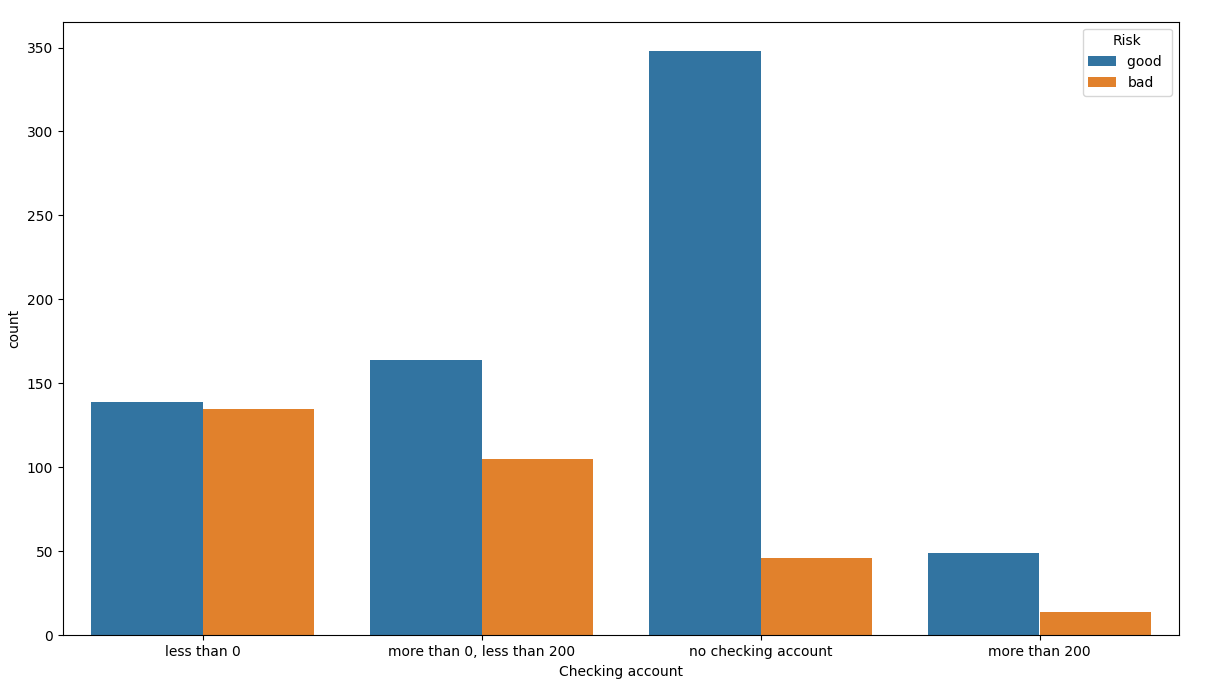 Risk
good
bad
350
300
250
200
150
100
50
0
count
less than 0
more than 0, less than 200
no checking account
more than 200
Checking account